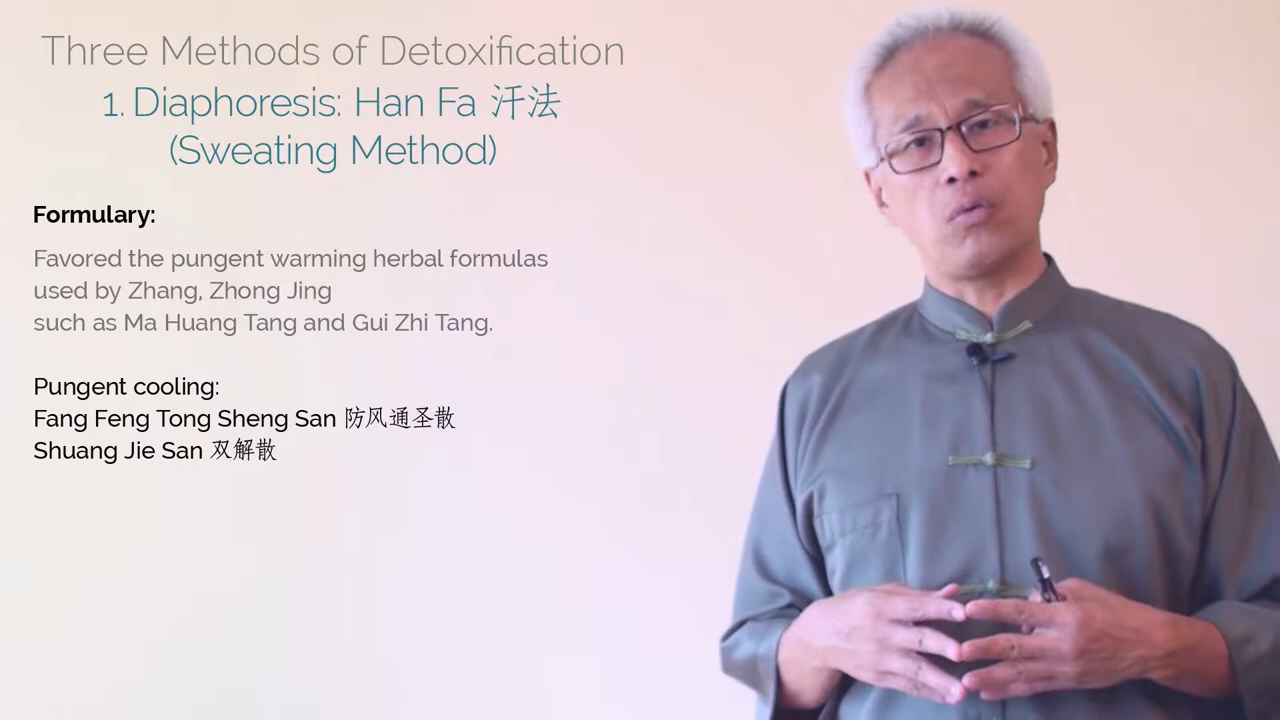 Three Methods of Detoxification
1. Diaphoresis: Han Fa 汗法
(Sweating Method)
Formulary:
Favored the pungent warming herbal formulas
used by Zhang, Zhong Jing
such as Ma Huang Tang and Gui Zhi Tang.
Pungent cooling:
Fang Feng Tong Sheng San 防风通圣散
Shuang Jie San 双解散